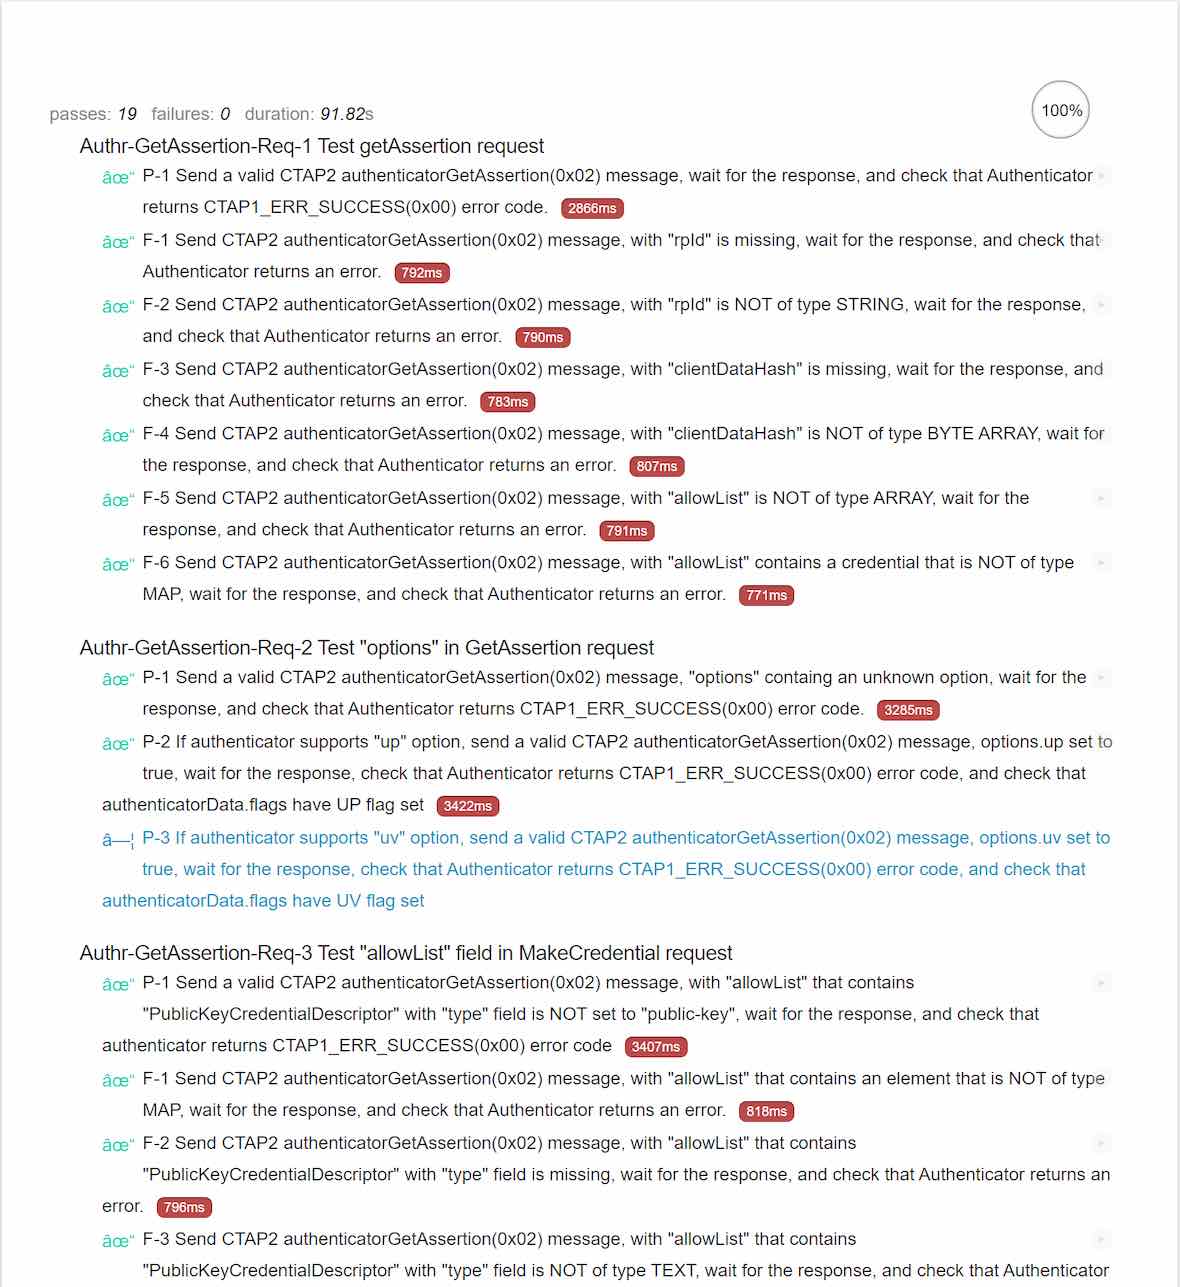 passes: 19 failures: 0 duration: 91.82s
100%
Authr-GetAssertion-Req-1 Test getAssertion request
âœ“ P-1 Send a valid CTAP2 authenticatorGetAssertion(0x02) message, wait for the response, and check that Authenticator
returns CTAP1_ERR_SUCCESS(0x00) error code. 2866ms
âœ“ F-1 Send CTAP2 authenticatorGetAssertion(0x02) message, with "rpId" is missing, wait for the response, and check that
Authenticator returns an error. 792ms
âœ“ F-2 Send CTAP2 authenticatorGetAssertion(0x02) message, with "rpId" is NOT of type STRING, wait for the response,
and check that Authenticator returns an error. 790ms
âœ“ F-3 Send CTAP2 authenticatorGetAssertion(0x02) message, with "clientDataHash" is missing, wait for the response, and
check that Authenticator returns an error. 783ms
âœ“ F-4 Send CTAP2 authenticatorGetAssertion(0x02) message, with "clientDataHash" is NOT of type BYTE ARRAY, wait for
the response, and check that Authenticator returns an error. 807ms
âœ“ F-5 Send CTAP2 authenticatorGetAssertion(0x02) message, with "allowList" is NOT of type ARRAY, wait for the
response, and check that Authenticator returns an error. 791ms
âœ“ F-6 Send CTAP2 authenticatorGetAssertion(0x02) message, with "allowList" contains a credential that is NOT of type
MAP, wait for the response, and check that Authenticator returns an error. 771ms
Authr-GetAssertion-Req-2 Test "options" in GetAssertion request
âœ“ P-1 Send a valid CTAP2 authenticatorGetAssertion(0x02) message, "options" containg an unknown option, wait for the
response, and check that Authenticator returns CTAP1_ERR_SUCCESS(0x00) error code. 3285ms
âœ“ P-2 If authenticator supports "up" option, send a valid CTAP2 authenticatorGetAssertion(0x02) message, options.up set to
true, wait for the response, check that Authenticator returns CTAP1_ERR_SUCCESS(0x00) error code, and check that
authenticatorData.flags have UP flag set 3422ms
â—¦ P-3 If authenticator supports "uv" option, send a valid CTAP2 authenticatorGetAssertion(0x02) message, options.uv set to
true, wait for the response, check that Authenticator returns CTAP1_ERR_SUCCESS(0x00) error code, and check that
authenticatorData.flags have UV flag set
Authr-GetAssertion-Req-3 Test "allowList" field in MakeCredential request
âœ“ P-1 Send a valid CTAP2 authenticatorGetAssertion(0x02) message, with "allowList" that contains
"PublicKeyCredentialDescriptor" with "type" field is NOT set to "public-key", wait for the response, and check that
authenticator returns CTAP1_ERR_SUCCESS(0x00) error code 3407ms
âœ“ F-1 Send CTAP2 authenticatorGetAssertion(0x02) message, with "allowList" that contains an element that is NOT of type
MAP, wait for the response, and check that Authenticator returns an error. 818ms
âœ“ F-2 Send CTAP2 authenticatorGetAssertion(0x02) message, with "allowList" that contains
"PublicKeyCredentialDescriptor" with "type" field is missing, wait for the response, and check that Authenticator returns an
error. 796ms
âœ“ F-3 Send CTAP2 authenticatorGetAssertion(0x02) message, with "allowList" that contains
"PublicKeyCredentialDescriptor" with "type" field is NOT of type TEXT, wait for the response, and check that Authenticator